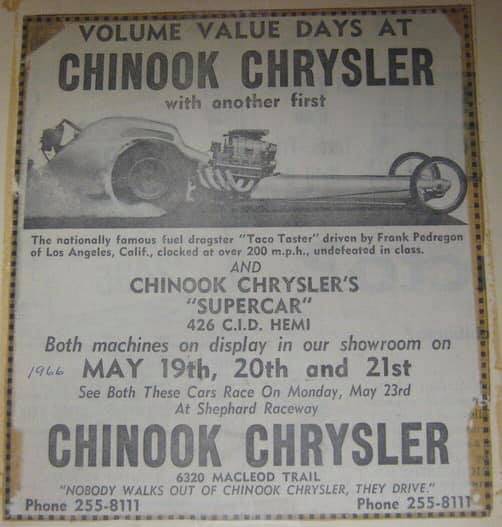 VOLUME VALUE DAYS AT
CHINOOK CHRYSLER
with another first
The nationally famous fuel dragster "Taco Taster" driven by Frank Pedregon
of Los Angeles, Calif., clocked at over 200 m.p.h., undefeated in class.
AND
CHINOOK CHRYSLER'S
"SUPERCAR"
426 C.I.D. HEMI
Both machines on display in our showroom on
1966 MAY 19th, 20th and 21st
See Both These Cars Race On Monday, May 23rd
At Shephard Raceway
CHINOOK CHRYSLER
6320 MACLEOD TRAIL
"NOBODY WALKS OUT OF CHINOOK CHRYSLER, THEY DRIVE."
Phone 255-8111 Phone 255-8111